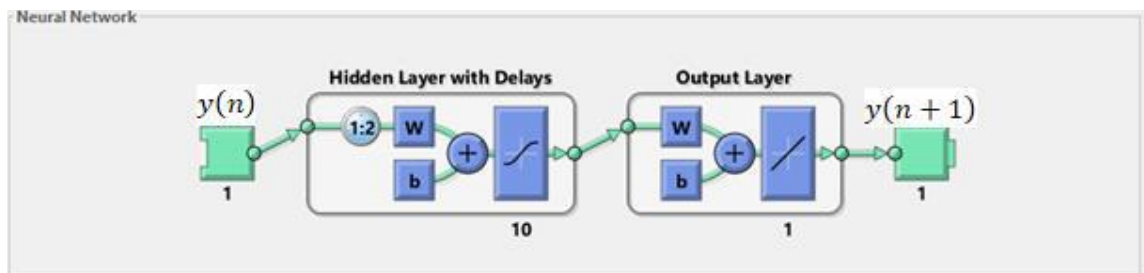 Neural Network
Hidden Layer with Delays
Output Layer
y(n)
y(n + 1)
1:2
W
b
+
W
b
+
1
10
1
1